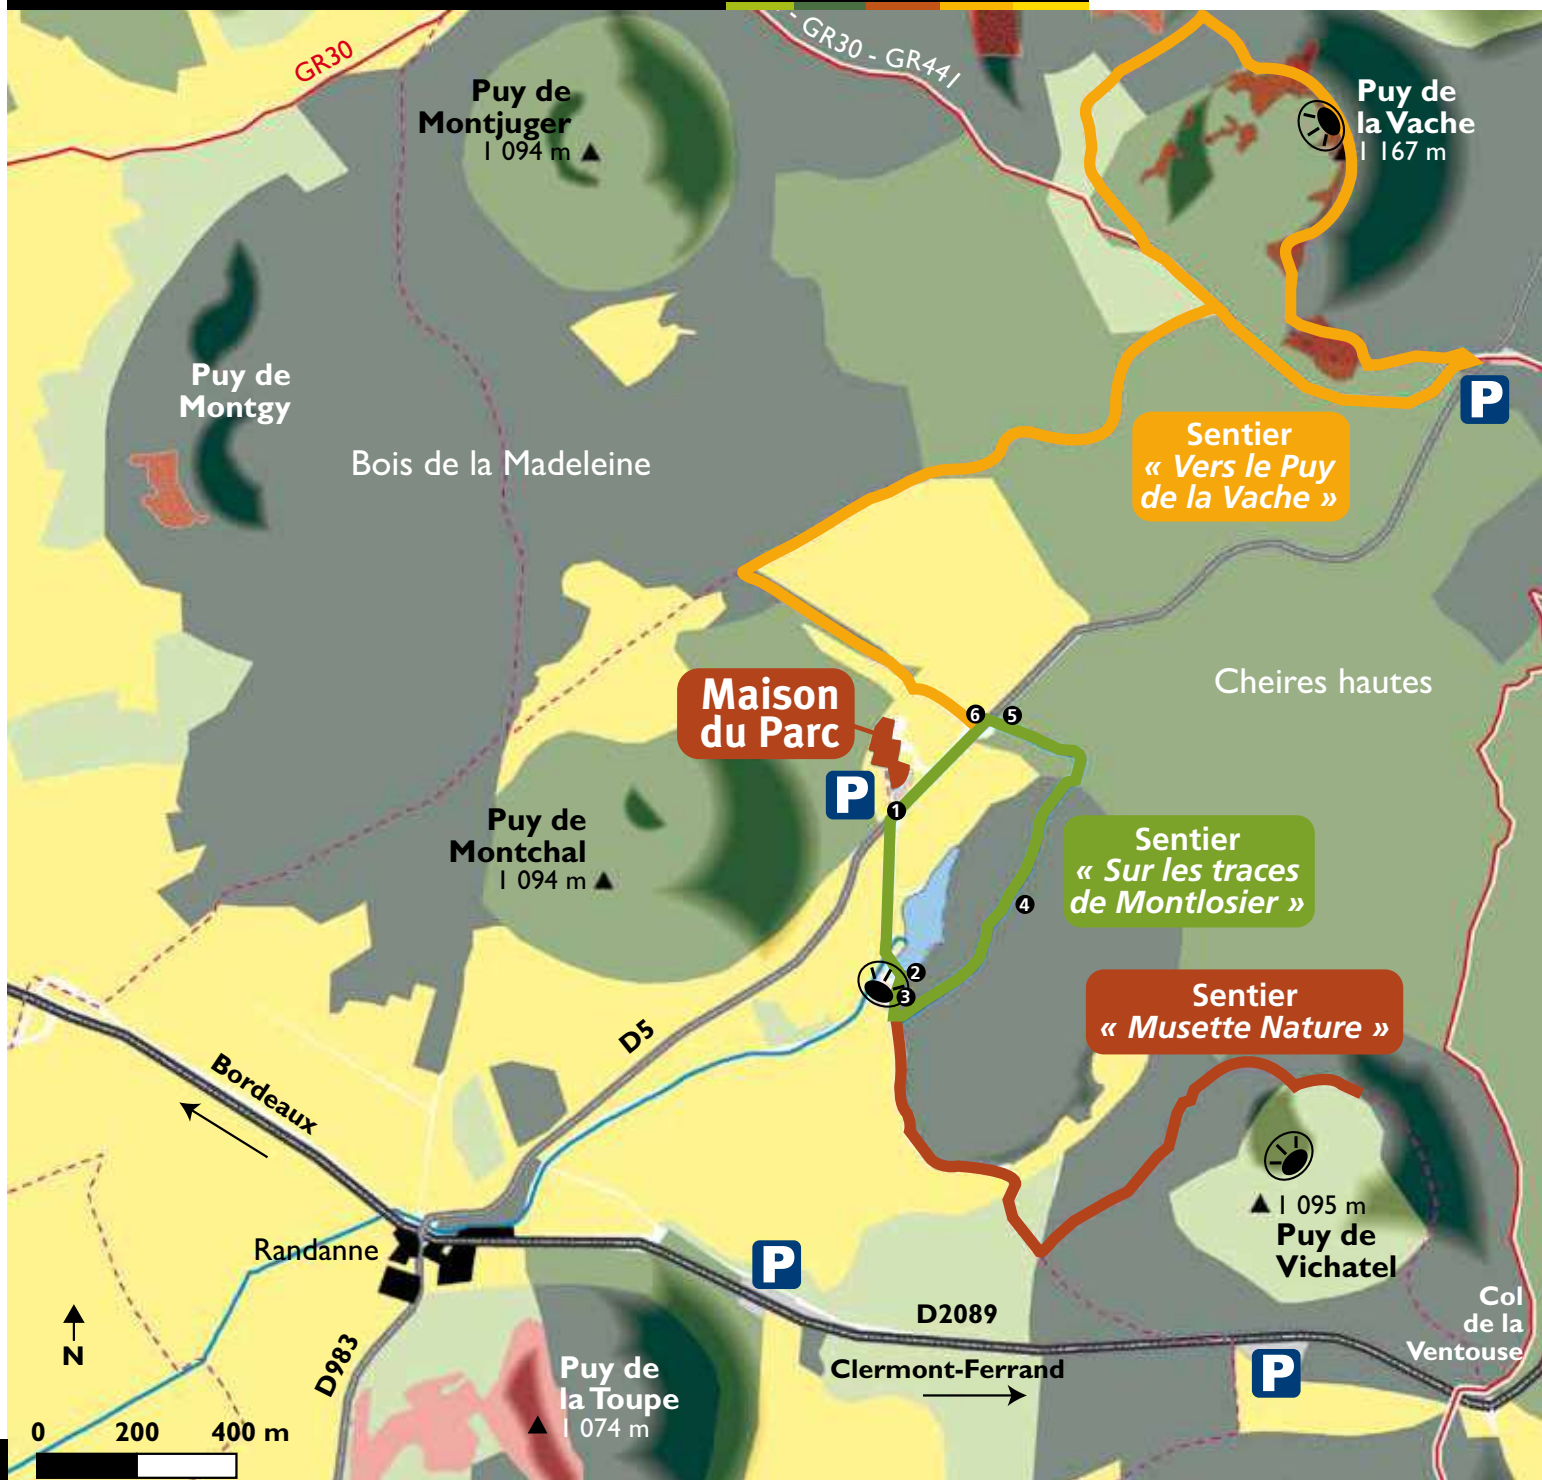 GR30
- GR30 - GR441
Puy de
Montjuger
1 094 m
Puy de
la Vache
1 167 m
Puy de
Montgy
Bois de la Madeleine
P
Sentier
« Vers le Puy
de la Vache »
Cheires hautes
Maison
du Parc
6
5
P
1
Puy de
Montchal
1 094 m
Sentier
« Sur les traces
de Montlosier »
4
2
3
Sentier
« Musette Nature »
D5
Bordeaux
1 095 m
Puy de
Vichatel
Randanne
P
Col
de la
Ventouse
D2089
N
D983
Puy de
la Toupe
1 074 m
Clermont-Ferrand
P
0 200 400 m